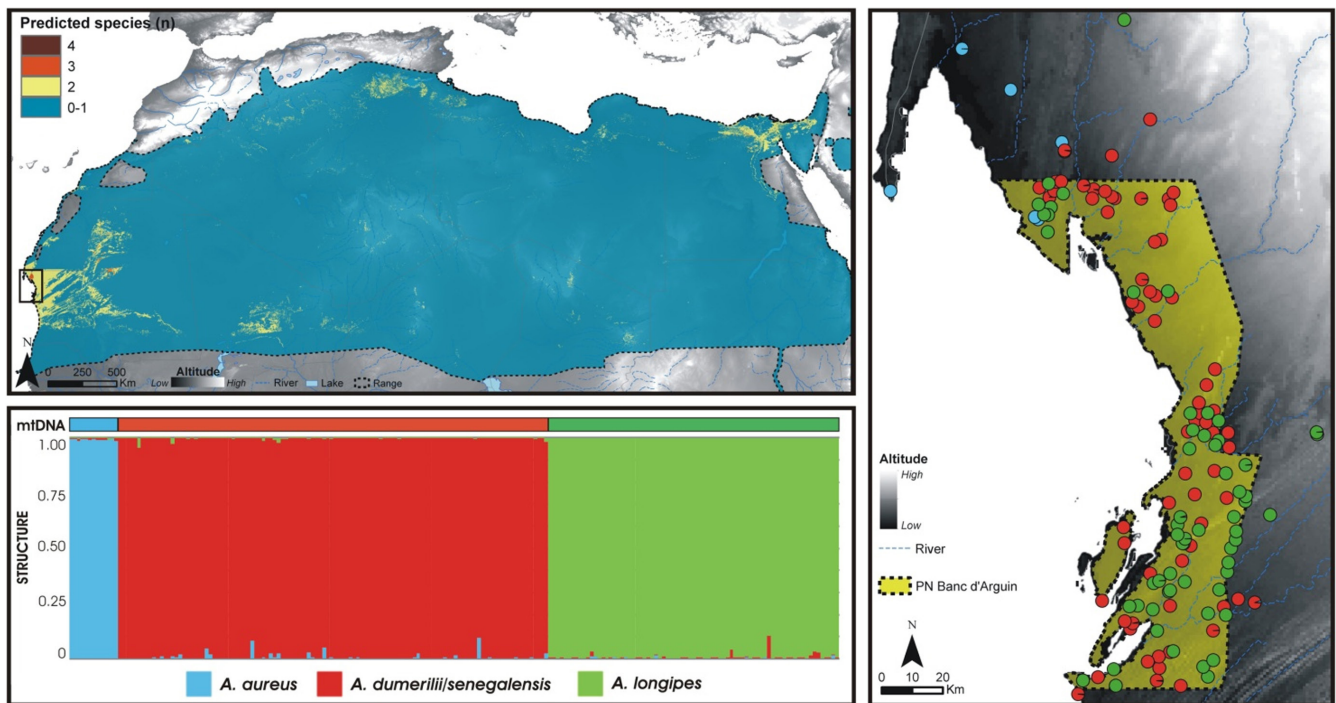 Predicted species (n)
4
3
2
0-1
N
0 250 500
Km
Altitude
Low High
River
Lake
Range
mtDNA
1.00
0.75
0.50
0.25
0
STRUCTURE
A. aureus
A. dumerilii/senegalensis
A. longipes
Altitude
High
Low
River
PN Banc d'Arguin
N
0 10 20
Km